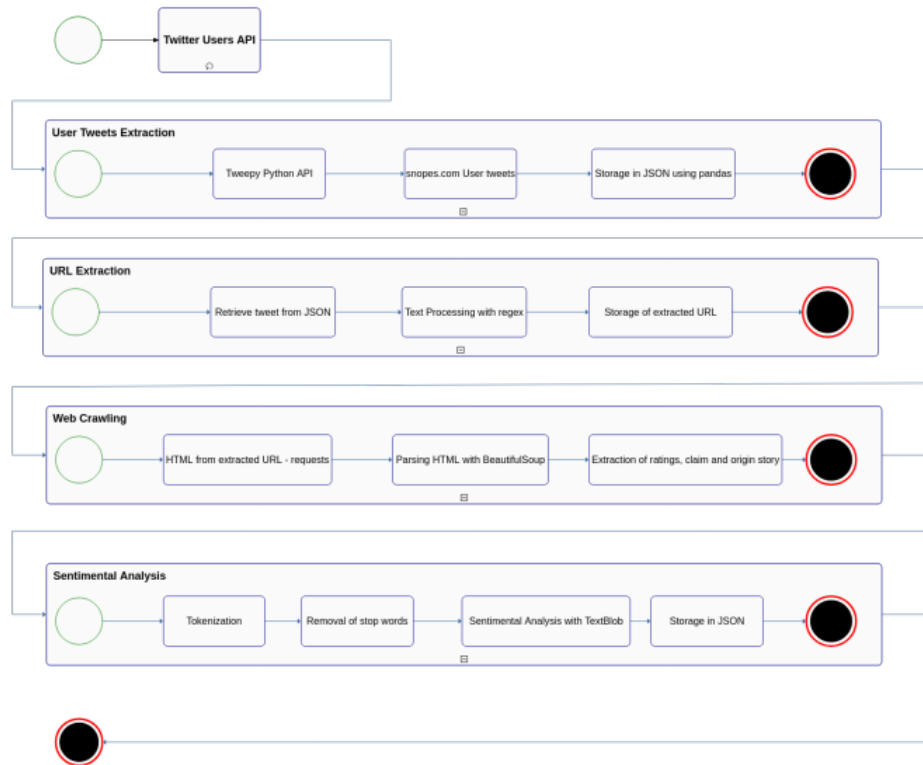 Twitter Users API
User Tweets Extraction
Tweepy Python API
snopes.com User tweets
Storage in JSON using pandas
URL Extraction
Retrieve tweet from JSON
Text Processing with regex
Storage of extracted URL
Web Crawling
HTML from extracted URL - requests
Parsing HTML with BeautifulSoup
Extraction of ratings, claim and origin story
Sentimental Analysis
Tokenization
Removal of stop words
Sentimental Analysis with TextBlob
Storage in JSON